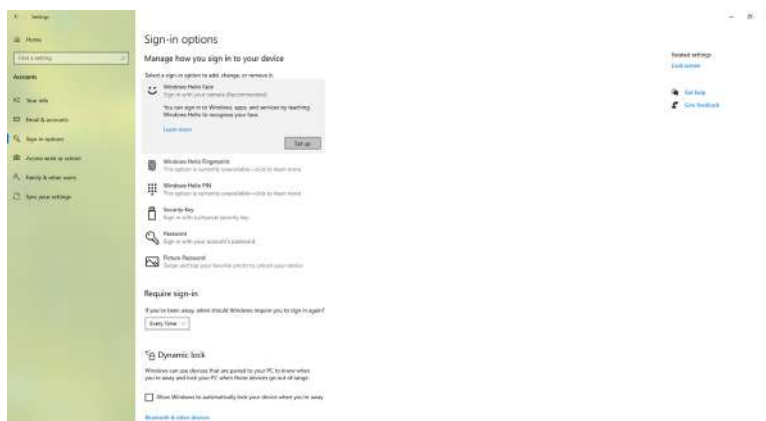 Settings
Home
Find a setting
Accounts
Your info
Email & accounts
Sign-in options
Access work or school
Family & other users
Sync your settings
Sign-in options
Manage how you sign in to your device
Select a sign-in option to add, change, or remove it.
Windows Hello Face
Sign in with your camera (Recommended)
You can sign in to Windows, apps, and services by teaching
Windows Hello to recognize your face.
Learn more
Set up
Windows Hello Fingerprint
This option is currently unavailable—click to learn more
Windows Hello PIN
This option is currently unavailable—click to learn more
Security Key
Sign in with a physical security key
Password
Sign in with your account's password
Picture Password
Swipe and tap your favorite photo to unlock your device
Require sign-in
If you've been away, when should Windows require you to sign in again?
Every Time
Dynamic lock
Windows can use devices that are paired to your PC to know when
you're away and lock your PC when those devices go out of range.
Allow Windows to automatically lock your device when you're away
Bluetooth & other devices
Related settings
Lock screen
Get help
Give feedback